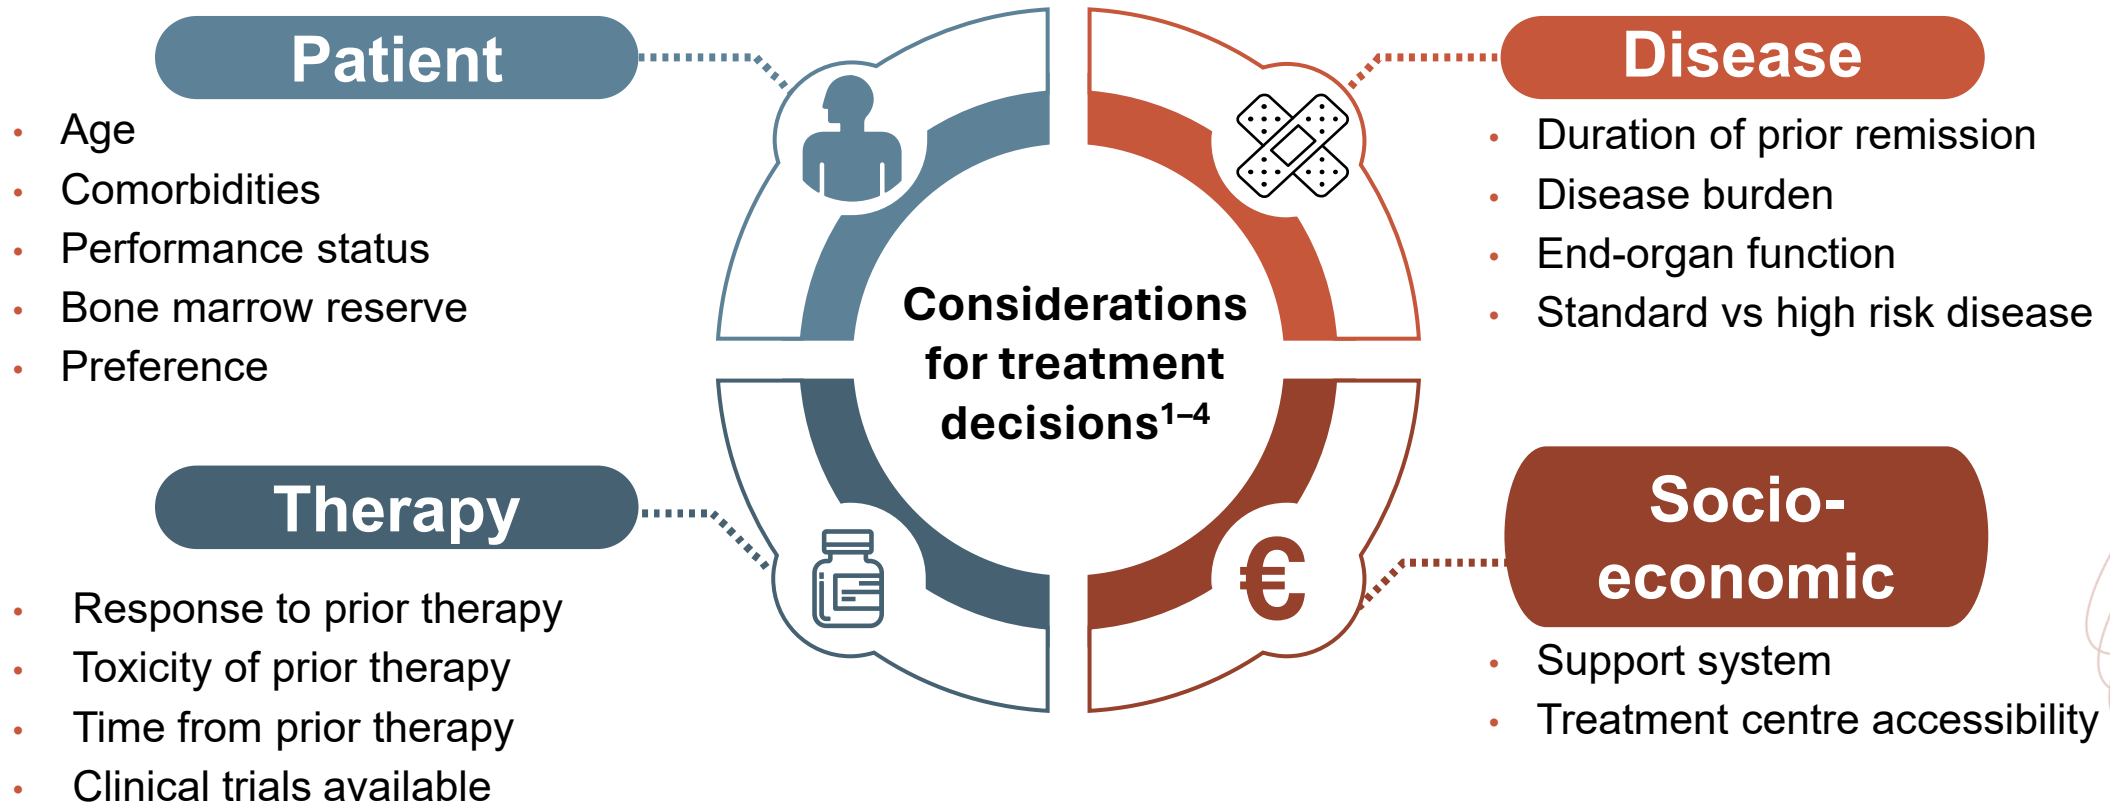 Patient
• Age
• Comorbidities
• Performance status
• Bone marrow reserve
• Preference
Disease
• Duration of prior remission
• Disease burden
• End-organ function
• Standard vs high risk disease
Considerations
for treatment
decisions¹⁻⁴
Therapy
• Response to prior therapy
• Toxicity of prior therapy
• Time from prior therapy
• Clinical trials available
€
Socio-
economic
• Support system
• Treatment centre accessibility